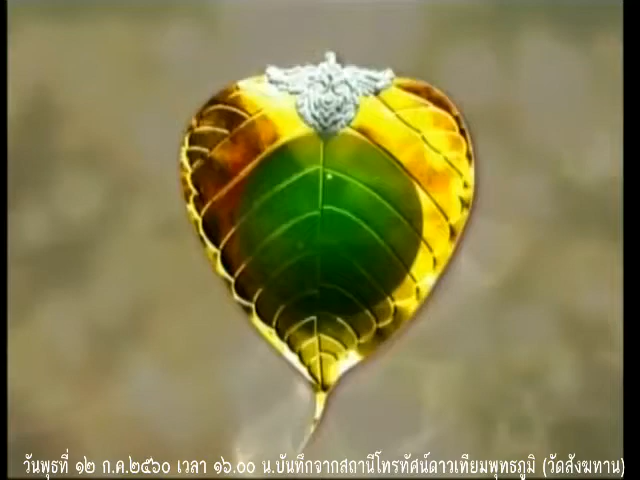 วันพุธที่ ๑๒ ก.ค.๒๕๖๐ เวลา ๑๖.๐๐ น.บันทึกจากสถานีโทรทัศน์ดาวเทียมพุทธภูมิ (วัดสังฆทาน)